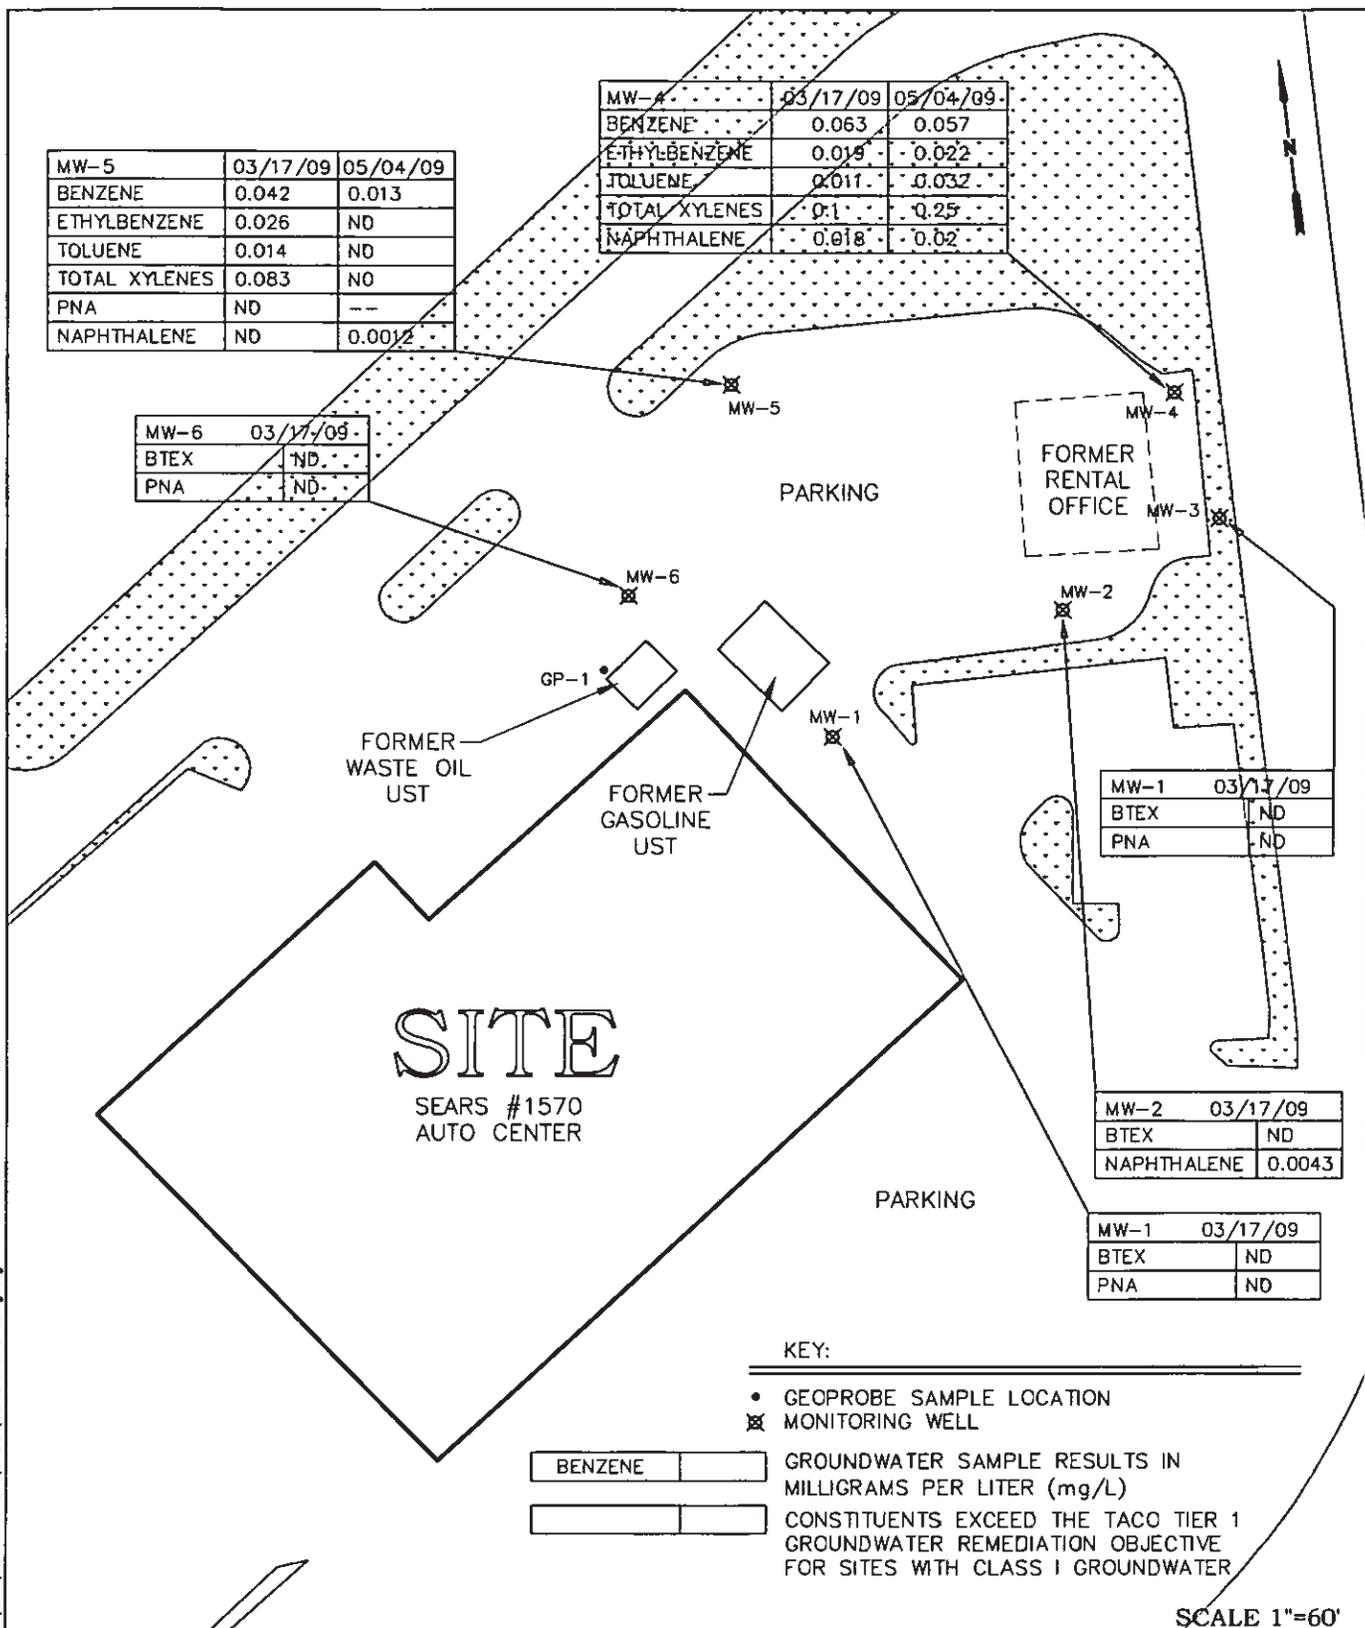 MW-4 03/17/09 05/04/09
BENZENE 0.063 0.057
ETHYLBENZENE 0.019 0.022
TOLUENE 0.011 0.032
TOTAL XYLENES 0.1 0.25
NAPHTHALENE 0.018 0.02
N
MW-5 03/17/09 05/04/09
BENZENE 0.042 0.013
ETHYLBENZENE 0.026 ND
TOLUENE 0.014 ND
TOTAL XYLENES 0.083 ND
PNA ND --
NAPHTHALENE ND 0.0012
MW-5
MW-4
MW-6 03/17/09
BTEX ND
PNA ND
PARKING
FORMER
RENTAL
OFFICE
MW-3
MW-6
MW-2
GP-1
MW-1
FORMER
WASTE OIL
UST
FORMER
GASOLINE
UST
MW-1 03/17/09
BTEX ND
PNA ND
SITE
SEARS #1570
AUTO CENTER
MW-2 03/17/09
BTEX ND
NAPHTHALENE 0.0043
PARKING
MW-1 03/17/09
BTEX ND
PNA ND
KEY:
GEOPROBE SAMPLE LOCATION
MONITORING WELL
BENZENE
GROUNDWATER SAMPLE RESULTS IN
MILLIGRAMS PER LITER (mg/L)
CONSTITUENTS EXCEED THE TACO TIER 1
GROUNDWATER REMEDIATION OBJECTIVE
FOR SITES WITH CLASS I GROUNDWATER
SCALE 1"=60'